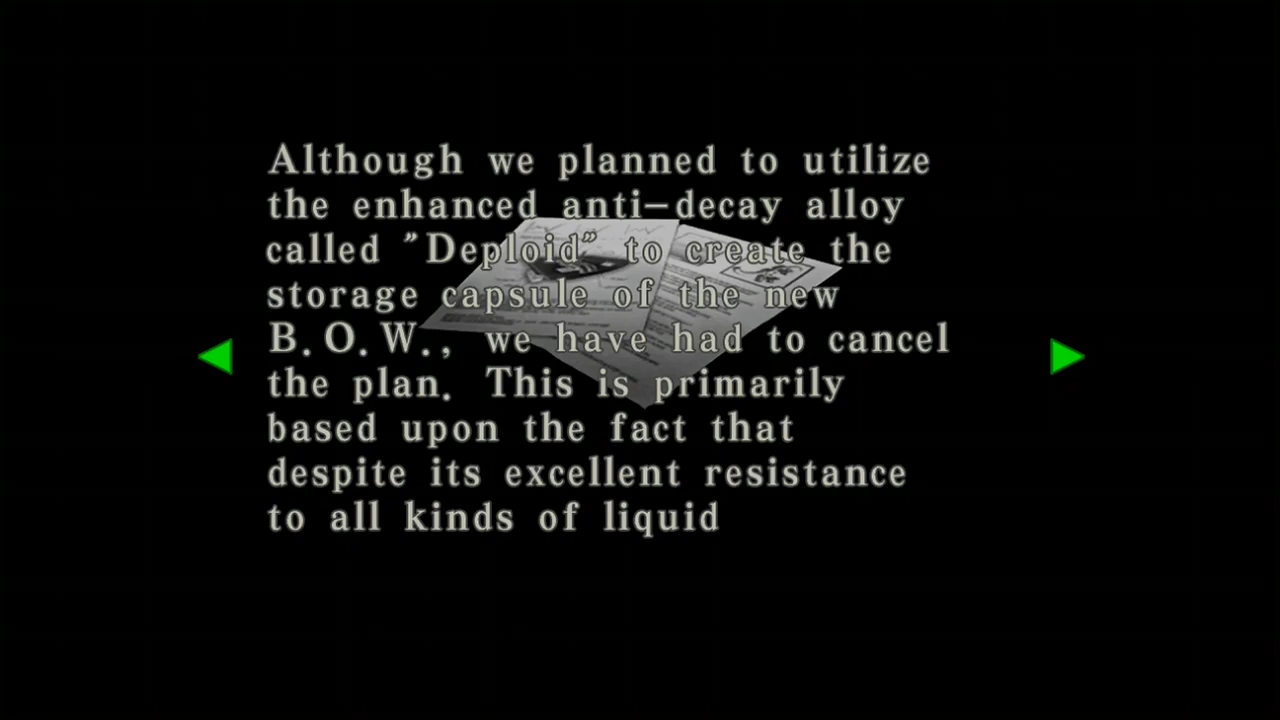 Although we planned to utilize
the enhanced anti-decay alloy
called "Deploid" to create the
storage capsule of the new
B.O.W., we have had to cancel
the plan. This is primarily
based upon the fact that
despite its excellent resistance
to all kinds of liquid